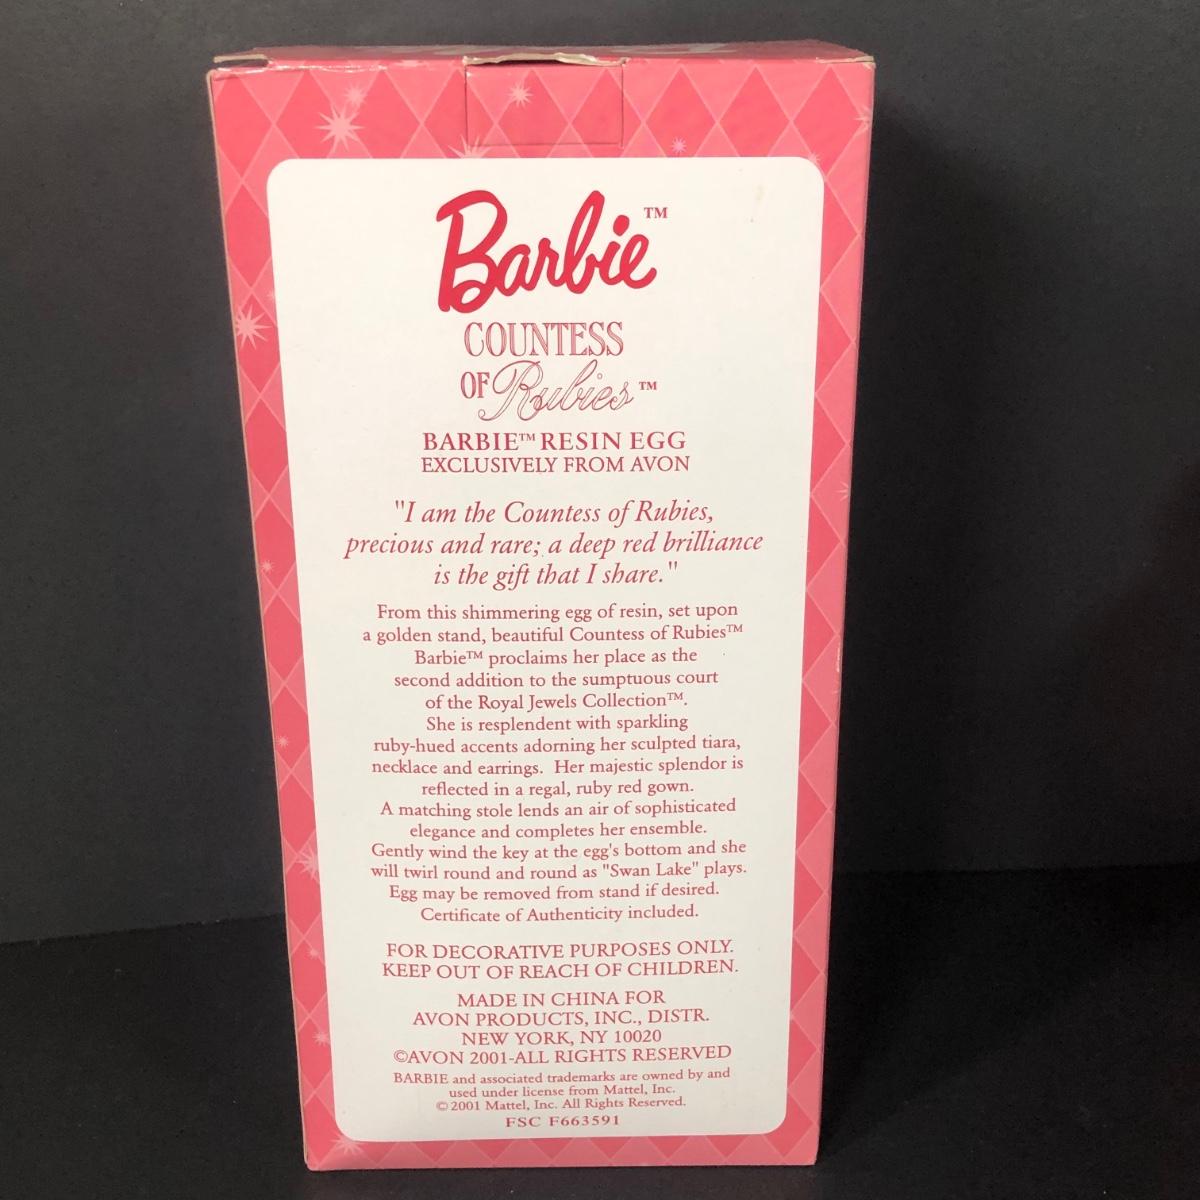 Barbie™
COUNTESS
OF Rubies™
BARBIE™ RESIN EGG
EXCLUSIVELY FROM AVON
"I am the Countess of Rubies,
precious and rare; a deep red brilliance
is the gift that I share."
From this shimmering egg of resin, set upon
a golden stand, beautiful Countess of Rubies™
Barbie™ proclaims her place as the
second addition to the sumptuous court
of the Royal Jewels Collection™.
She is resplendent with sparkling
ruby-hued accents adorning her sculpted tiara,
necklace and earrings. Her majestic splendor is
reflected in a regal, ruby red gown.
A matching stole lends an air of sophisticated
elegance and completes her ensemble.
Gently wind the key at the egg's bottom and she
will twirl round and round as "Swan Lake" plays.
Egg may be removed from stand if desired.
Certificate of Authenticity included.
FOR DECORATIVE PURPOSES ONLY.
KEEP OUT OF REACH OF CHILDREN.
MADE IN CHINA FOR
AVON PRODUCTS, INC., DISTR.
NEW YORK, NY 10020
©AVON 2001-ALL RIGHTS RESERVED
BARBIE and associated trademarks are owned by and
used under license from Mattel, Inc.
© 2001 Mattel, Inc. All Rights Reserved.
FSC F663591